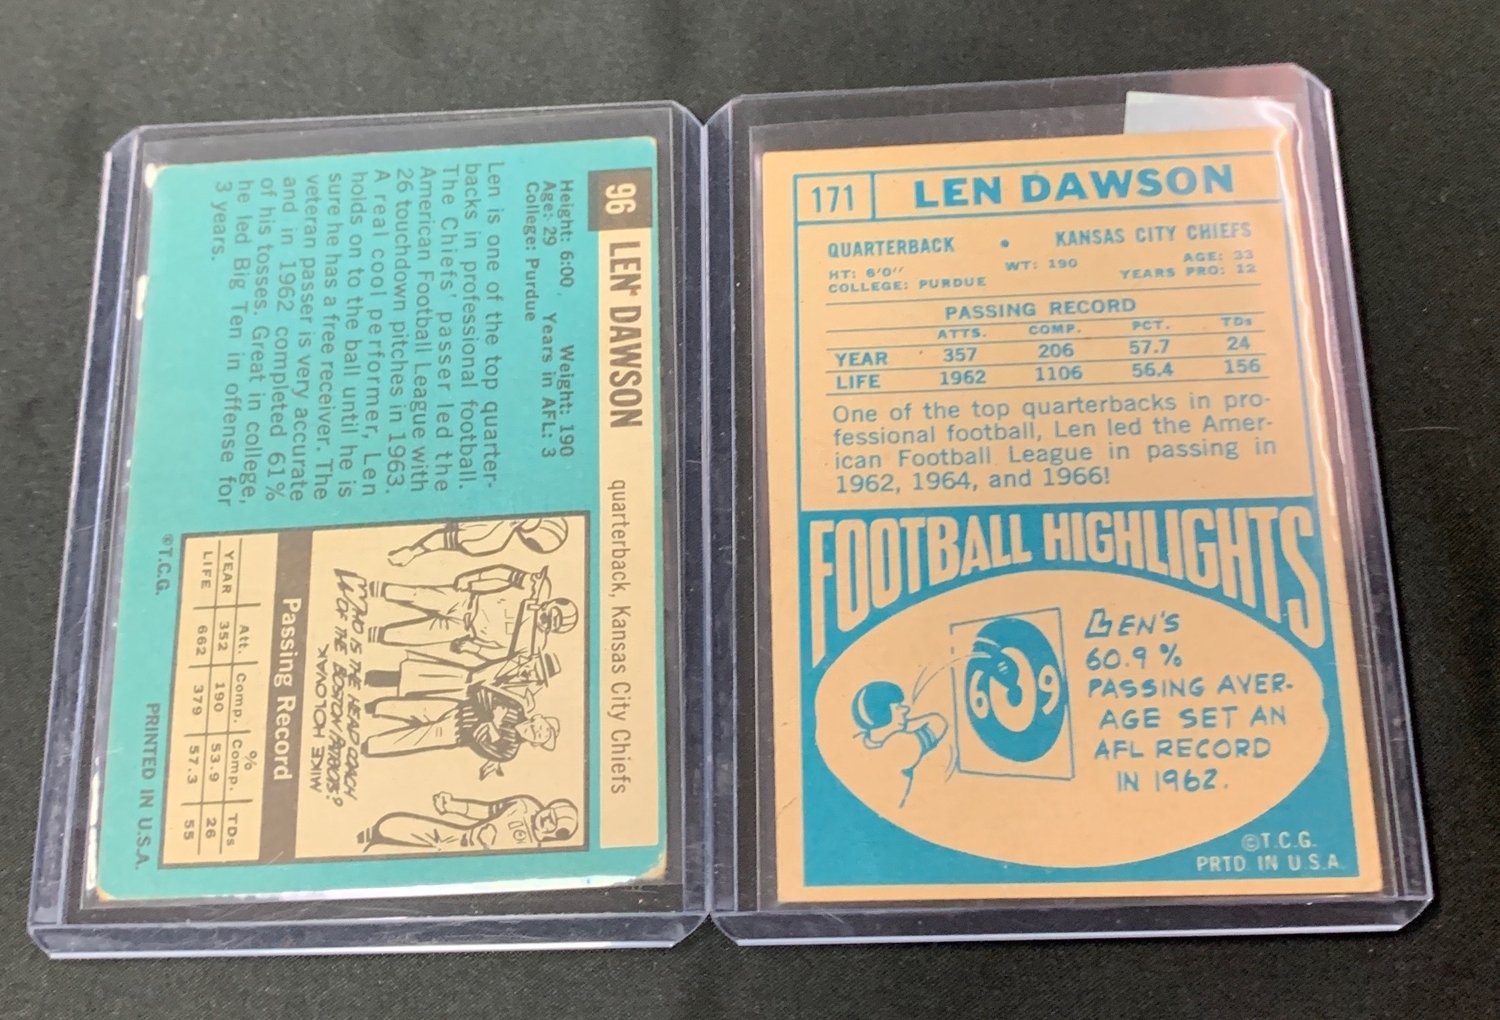 96 LEN DAWSON quarterback, Kansas City Chiefs
Height: 6:00 Weight: 190
Age: 29 Years in AFL: 3
College: Purdue
Len is one of the top quarter-
backs in professional football.
The Chiefs' passer led the
American Football League with
26 touchdown pitches in 1963.
A real cool performer, Len
holds on to the ball until he is
sure he has a free receiver. The
veteran passer is very accurate
and in 1962 completed 61%
of his tosses. Great in college,
he led Big Ten in offense for
3 years.
WHO IS THE HEAD COACH
OF THE BOSTON PATRIOTS?
MIKE HOLOVAK
Passing Record
Att. Comp. % Comp. TDs
YEAR 352 190 53.9 26
LIFE 662 379 57.3 55
©T.C.G. PRINTED IN U.S.A.
171 LEN DAWSON
QUARTERBACK • KANSAS CITY CHIEFS
HT: 6'0" WT: 190 AGE: 33
COLLEGE: PURDUE YEARS PRO: 12
PASSING RECORD
ATTS. COMP. PCT. TDs
YEAR 357 206 57.7 24
LIFE 1962 1106 56.4 156
One of the top quarterbacks in pro-
fessional football, Len led the Amer-
ican Football League in passing in
1962, 1964, and 1966!
FOOTBALL HIGHLIGHTS
LEN'S
60.9%
PASSING AVER-
AGE SET AN
AFL RECORD
IN 1962.
60 9
©T.C.G.
PRTD. IN U.S.A.